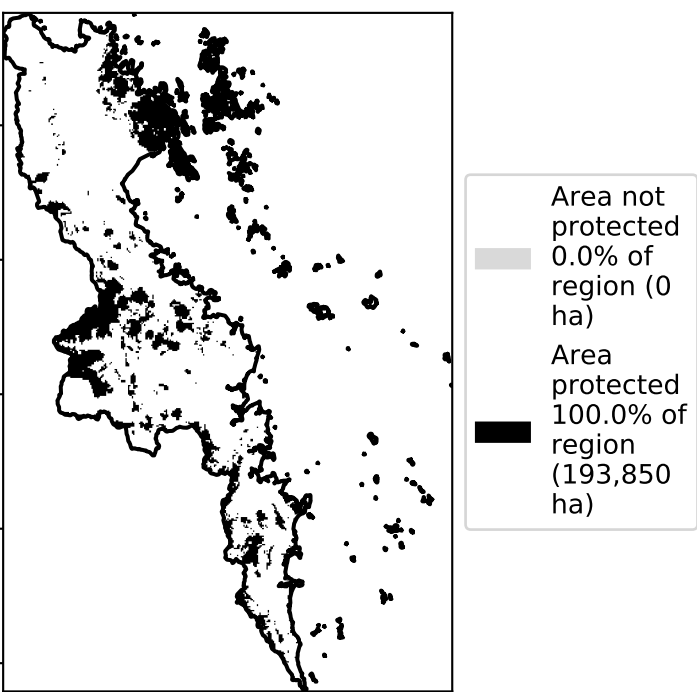 Area not
protected
0.0% of
region (0
ha)
Area
protected
100.0% of
region
(193,850
ha)